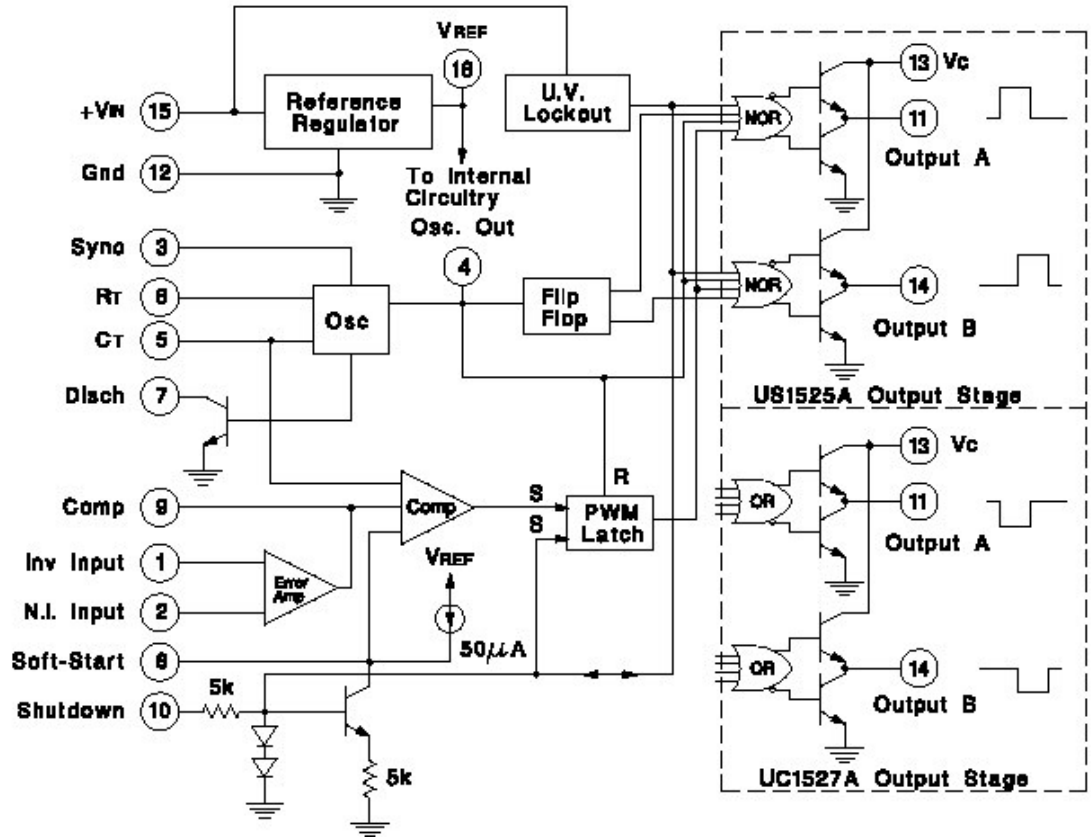 VREF
16
+VIN 15
Reference
Regulator
U.V.
Lockout
Gnd 12
To Internal
Circuitry
Osc. Out
4
Sync 3
RT 6
CT 5
Osc
Flip
Flop
Disch 7
R
Comp 9
Comp
S
S
PWM
Latch
Inv Input 1
N.I. Input 2
Error
Amp
VREF
50µA
Soft-Start 8
5k
Shutdown 10
5k
NOR
13 Vc
11
Output A
NOR
14
Output B
US1525A Output Stage
OR
13 Vc
11
Output A
OR
14
Output B
UC1527A Output Stage